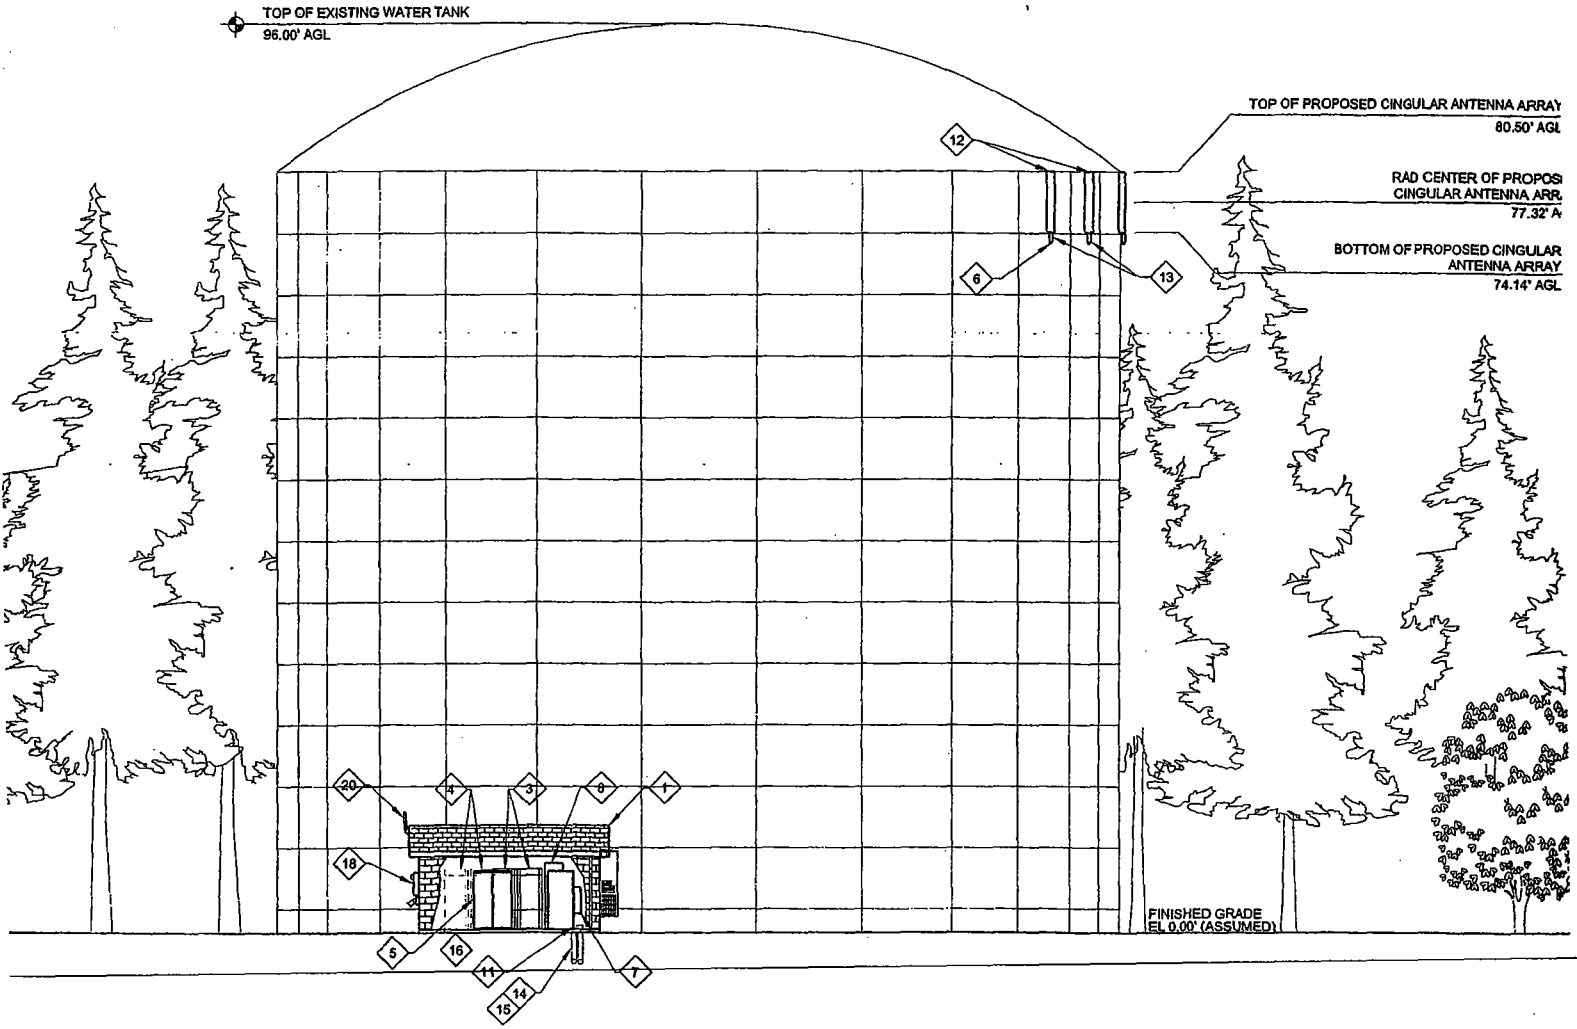 TOP OF EXISTING WATER TANK
96.00' AGL
TOP OF PROPOSED CINGULAR ANTENNA ARRAY
80.50' AGL
12
RAD CENTER OF PROPOS
CINGULAR ANTENNA ARR
77.32' A
BOTTOM OF PROPOSED CINGULAR
ANTENNA ARRAY
74.14' AGL
6
13
20
4
3
8
1
18
FINISHED GRADE
EL 0.00' (ASSUMED)
5
16
11
7
14
15